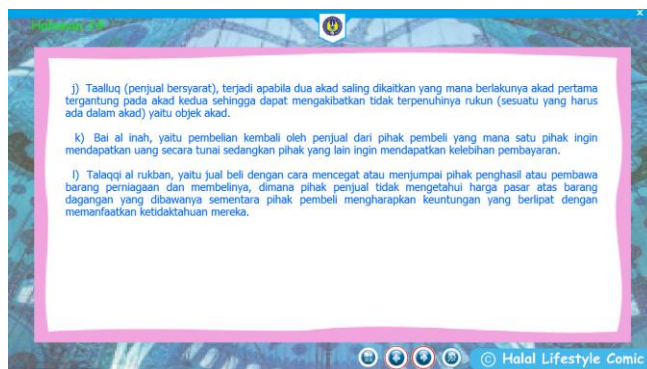 x
j) Taalluq (penjual bersyarat), terjadi apabila dua akad saling dikaitkan yang mana berlakunya akad pertama
tergantung pada akad kedua sehingga dapat mengakibatkan tidak terpenuhinya rukun (sesuatu yang harus
ada dalam akad) yaitu objek akad.
k) Bai al inah, yaitu pembelian kembali oleh penjual dari pihak pembeli yang mana satu pihak ingin
mendapatkan uang secara tunai sedangkan pihak yang lain ingin mendapatkan kelebihan pembayaran.
l) Talaqqi al rukban, yaitu jual beli dengan cara mencegat atau menjumpai pihak penghasil atau pembawa
barang perniagaan dan membelinya, dimana pihak penjual tidak mengetahui harga pasar atas barang
dagangan yang dibawanya sementara pihak pembeli mengharapkan keuntungan yang berlipat dengan
memanfaatkan ketidaktahuan mereka.
© Halal Lifestyle Comic